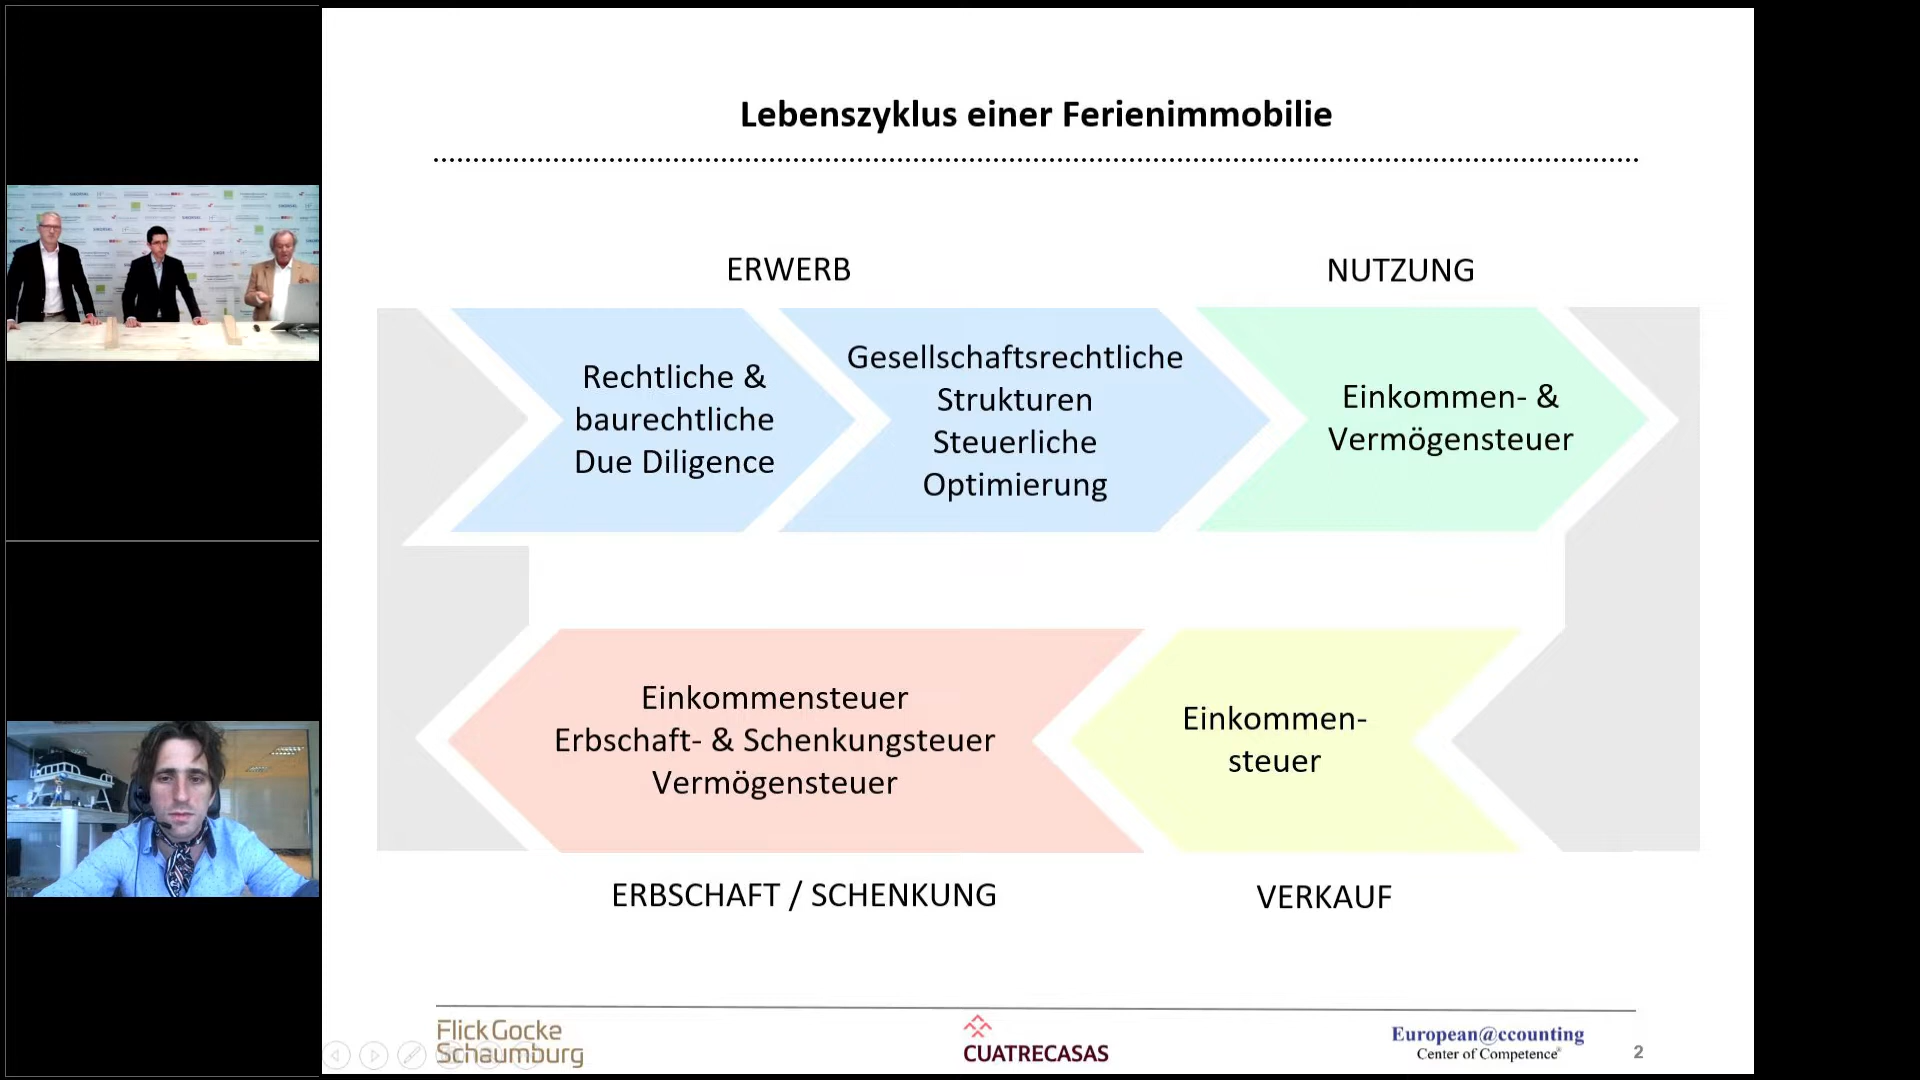 Lebenszyklus einer Ferienimmobilie
ERWERB
NUTZUNG
Rechtliche &
baurechtliche
Due Diligence
Gesellschaftsrechtliche
Strukturen
Steuerliche
Optimierung
Einkommen- &
Vermögensteuer
Einkommensteuer
Erbschaft- & Schenkungsteuer
Vermögensteuer
Einkommen-
steuer
ERBSCHAFT / SCHENKUNG
VERKAUF
Flick Gocke
Schaumburg
CUATRECASAS
European@ccounting
Center of Competence
2